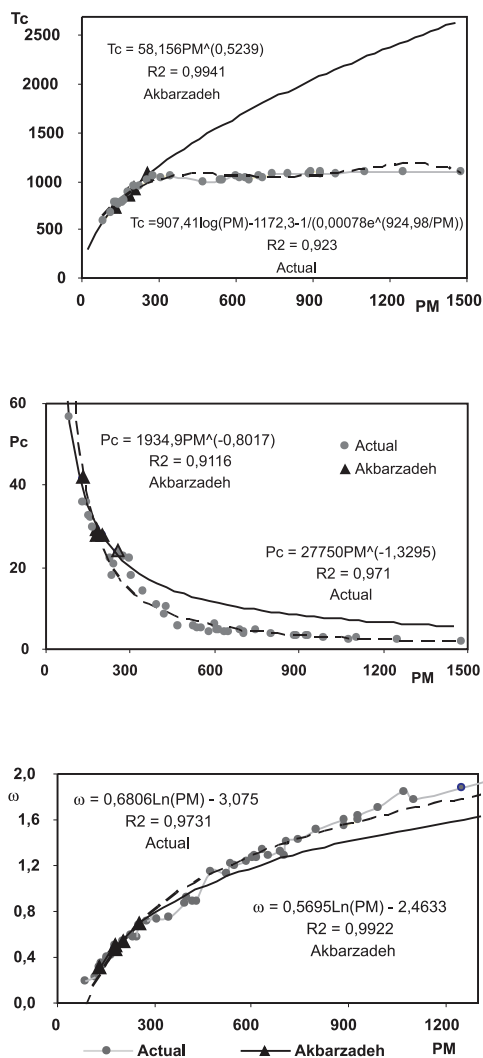 Tc
2500
2000
1500
1000
500
0
Tc = 58,156PM^(0,5239)
R2 = 0,9941
Akbarzadeh
Tc =907,41log(PM)-1172,3-1/(0,00078e^(924,98/PM))
R2 = 0,923
Actual
0 300 600 900 1200 1500
PM
60
Pc
40
20
0
Pc = 1934,9PM^(-0,8017)
R2 = 0,9116
Akbarzadeh
Actual
Akbarzadeh
Pc = 27750PM^(-1,3295)
R2 = 0,971
Actual
0 300 600 900 1200 1500
PM
2,0
ω
1,6
1,2
0,8
0,4
0,0
ω = 0,6806Ln(PM) - 3,075
R2 = 0,9731
Actual
ω = 0,5695Ln(PM) - 2,4633
R2 = 0,9922
Akbarzadeh
0 300 600 900 1200
PM
Actual Akbarzadeh